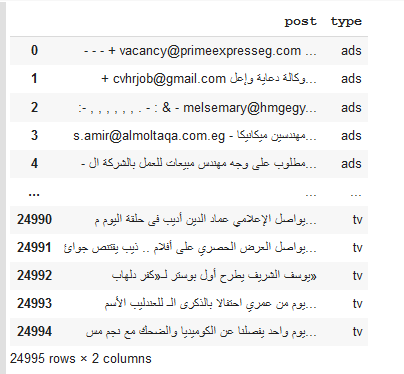 post type
0 - - - + vacancy@primeexpresseg.com ... ads
1 + cvhrjob@gmail.com وكالة دعاية وإعل... ads
2 :- , , , , , , , . - : & - melsemary@hmgegy... ads
3 s.amir@almoltaqa.com.eg - مهندسين ميكانيكا... ads
4 مطلوب على وجه مهندس مبيعات للعمل بالشركة ال -... ads
... ... ...
24990 يواصل الإعلامي عماد الدين أديب فى حلقة اليوم م... tv
24991 يواصل العرض الحصري على أفلام .. ذيب يقتنص جوائ... tv
24992 يوسف الشريف يطرح أول بوستر لـ«كفر دلهاب» tv
24993 يوم من عمري احتفالا بالذكرى الـ للعندليب الأسم... tv
24994 يوم واحد يفصلنا عن الكوميديا والضحك مع نجم مس... tv
24995 rows × 2 columns